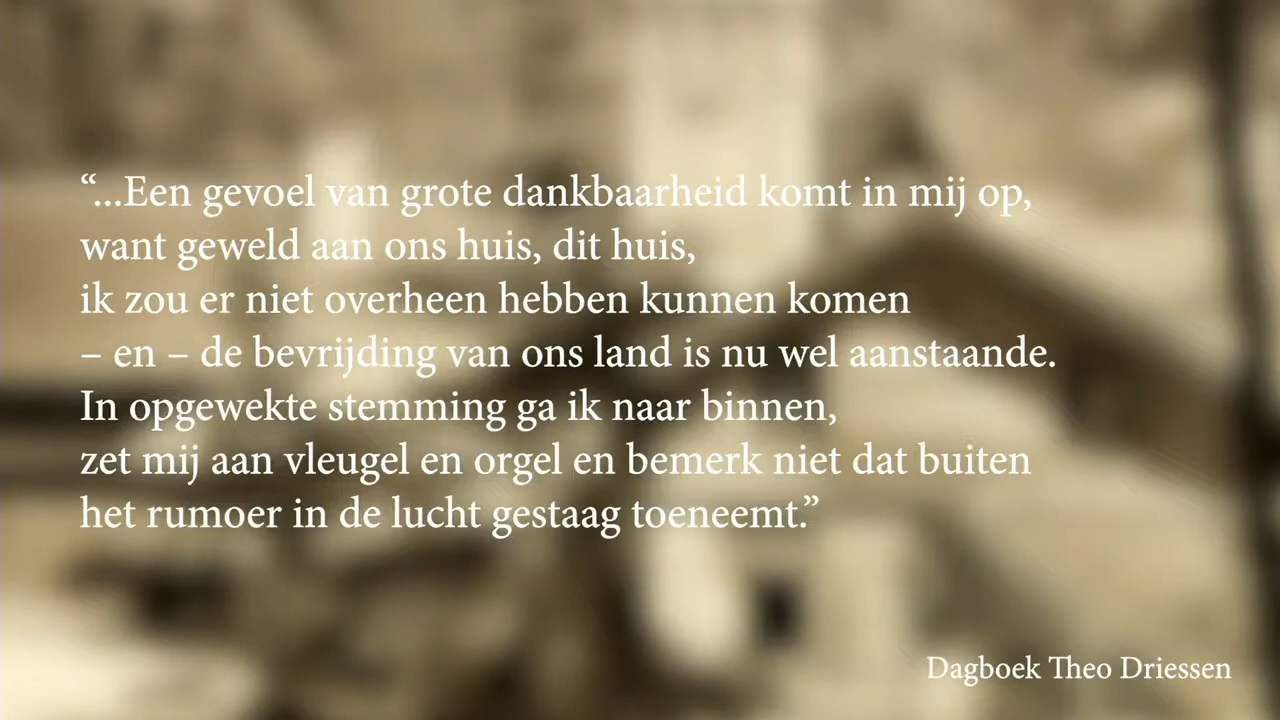 “...Een gevoel van grote dankbaarheid komt in mij op,
want geweld aan ons huis, dit huis,
ik zou er niet overheen hebben kunnen komen
– en – de bevrijding van ons land is nu wel aanstaande.
In opgewekte stemming ga ik naar binnen,
zet mij aan vleugel en orgel en bemerk niet dat buiten
het rumoer in de lucht gestaag toeneemt.”
Dagboek Theo Driessen